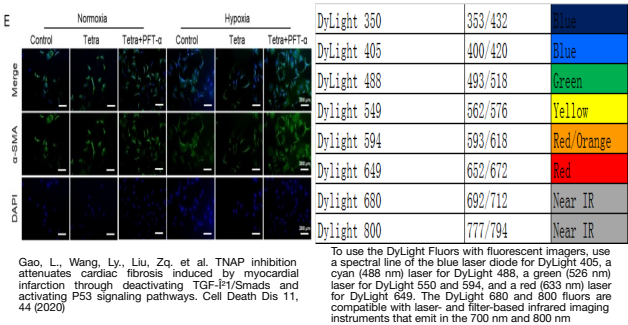 E
Normoxia
Hypoxia
Control
Tetra
Tetra+PFT-α
Control
Tetra
Tetra+PFT-α
Merge
α-SMA
DAPI
Gao, L., Wang, Ly., Liu, Zq. et al. TNAP inhibition
attenuates cardiac fibrosis induced by myocardial
infarction through deactivating TGF-β1/Smads and
activating P53 signaling pathways. Cell Death Dis 11,
44 (2020)
DyLight 350 353/432 Blue
DyLight 405 400/420 Blue
DyLight 488 493/518 Green
DyLight 549 562/576 Yellow
DyLight 594 593/618 Red/Orange
DyLight 649 652/672 Red
DyLight 680 692/712 Near IR
DyLight 800 777/794 Near IR
To use the DyLight Fluors with fluorescent imagers, use
a spectral line of the blue laser diode for DyLight 405, a
cyan (488 nm) laser for DyLight 488, a green (526 nm)
laser for DyLight 550 and 594, and a red (633 nm) laser
for DyLight 649. The DyLight 680 and 800 fluors are
compatible with laser- and filter-based infrared imaging
instruments that emit in the 700 nm and 800 nm